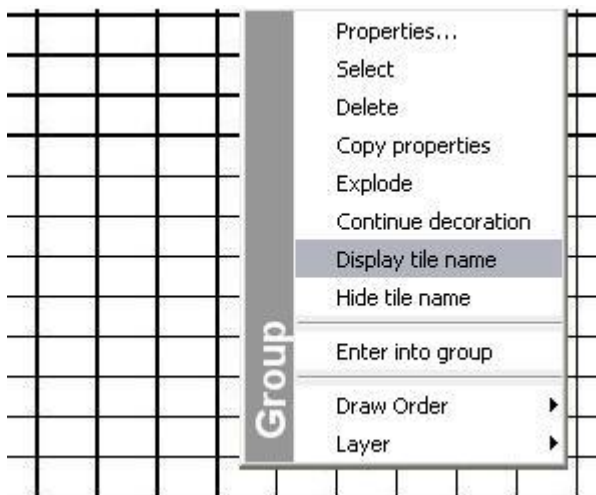 Properties...
Select
Delete
Copy properties
Explode
Continue decoration
Display tile name
Hide tile name
Enter into group
Draw Order
Layer
Group